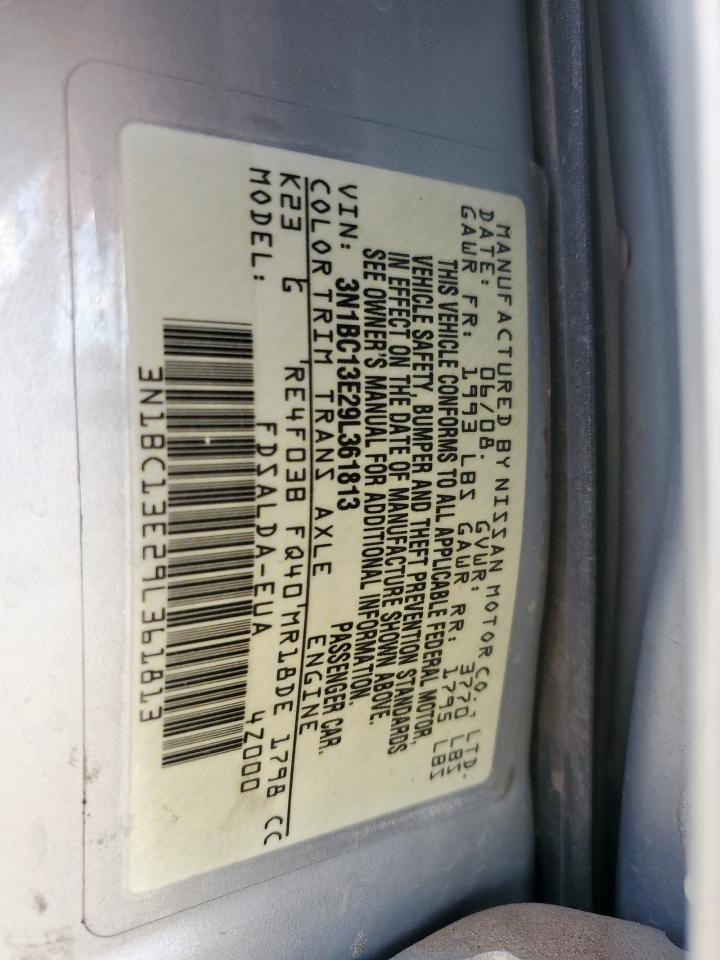 MANUFACTURED BY NISSAN MOTOR CO., LTD.
DATE: 06/08. GVWR: 3770 LBS
GAWR FR: 1993 LBS GAWR RR: 1795 LBS
THIS VEHICLE CONFORMS TO ALL APPLICABLE FEDERAL MOTOR
VEHICLE SAFETY, BUMPER AND THEFT PREVENTION STANDARDS
IN EFFECT ON THE DATE OF MANUFACTURE SHOWN ABOVE.
SEE OWNER'S MANUAL FOR ADDITIONAL INFORMATION.
VIN: 3N1BC13E29L361813 PASSENGER CAR.
COLOR TRIM TRANS AXLE ENGINE
K23 G 'RE4F03B FQ40'MR18DE 1798 CC
MODEL: FDSALDA-EUA 4Z000
3N1BC13E29L361813